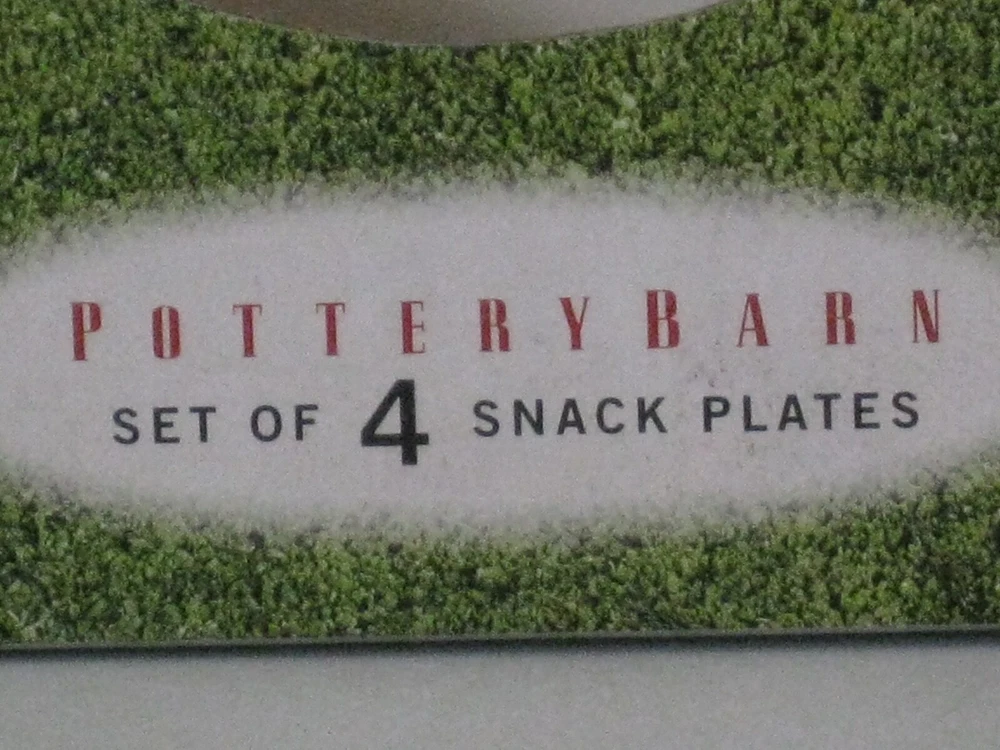 POTTERYBARN
SET OF 4 SNACK PLATES